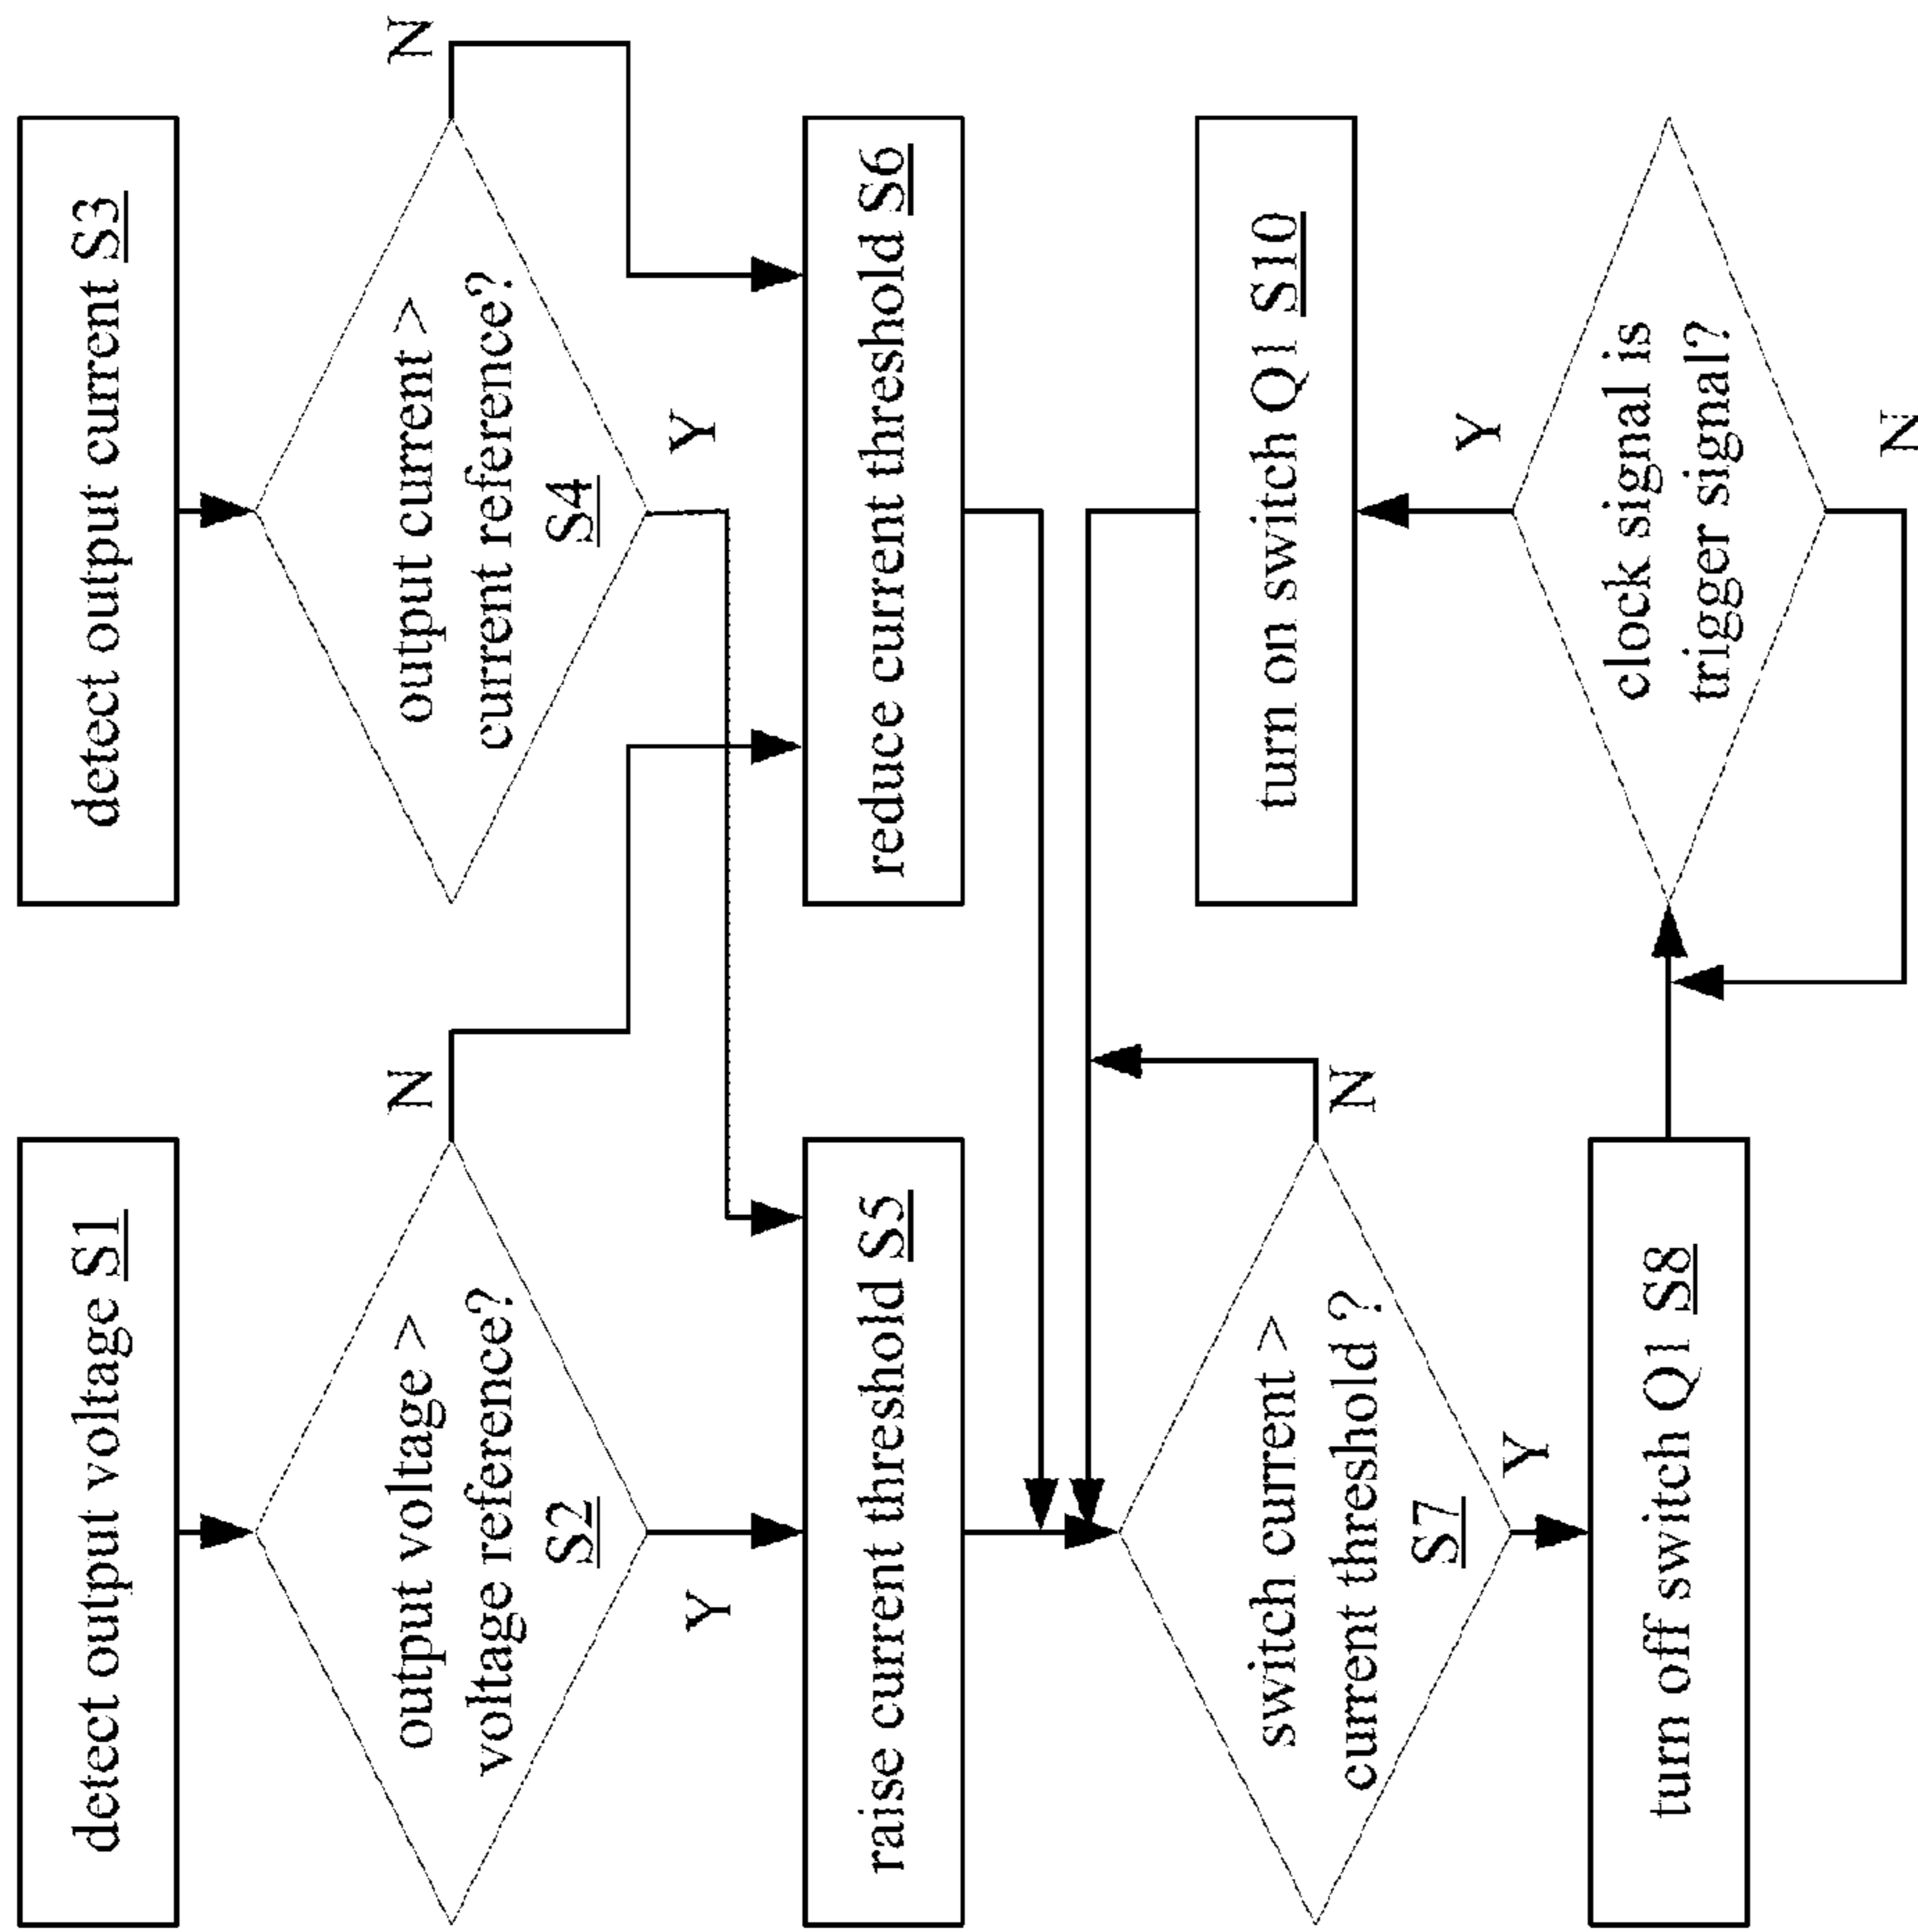 detect output voltage S1
detect output current S3
output voltage >
voltage reference?
S2
N
Y
output current >
current reference?
S4
N
Y
raise current threshold S5
reduce current threshold S6
switch current >
current threshold ?
S7
N
Y
turn on switch Q1 S10
turn off switch Q1 S8
clock signal is
trigger signal?
Y
N